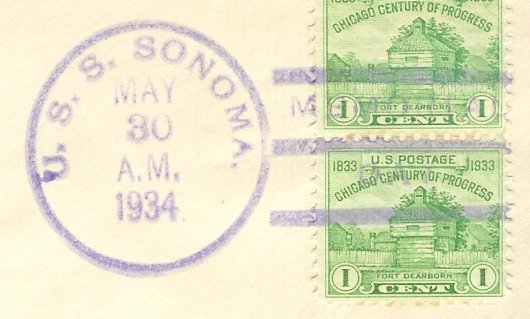 U. S. S. SONOMA.
MAY
30
A.M.
1934
CHICAGO CENTURY OF PROGRESS
FORT DEARBORN
1 CENT 1
1833 U.S. POSTAGE 1933
CHICAGO CENTURY OF PROGRESS
FORT DEARBORN
1 CENT 1